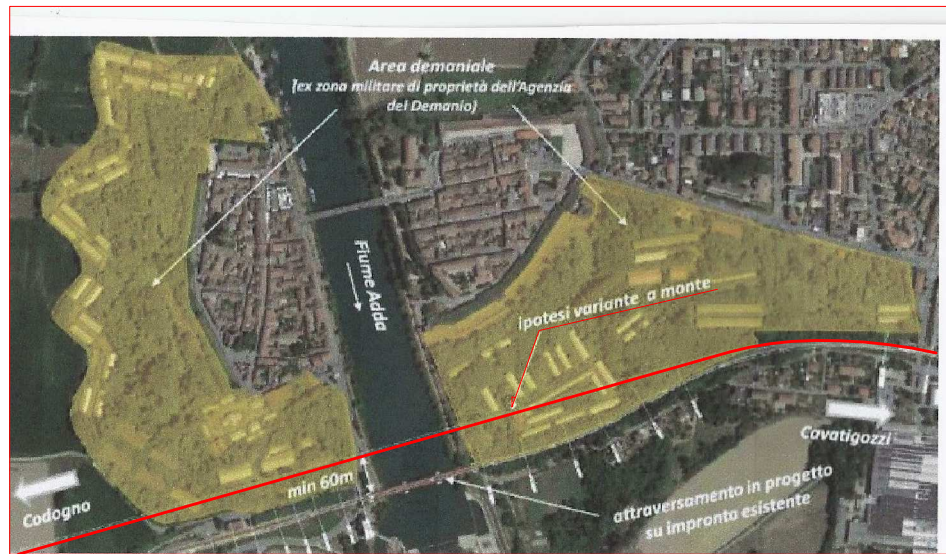 Area demaniale
(ex zona militare di proprietà dell'Agenzia
del Demanio)
Fiume Adda
ipotesi variante a monte
Cavatigozzi
min 60m
Codogno
attraversamento in progetto
su impronta esistente